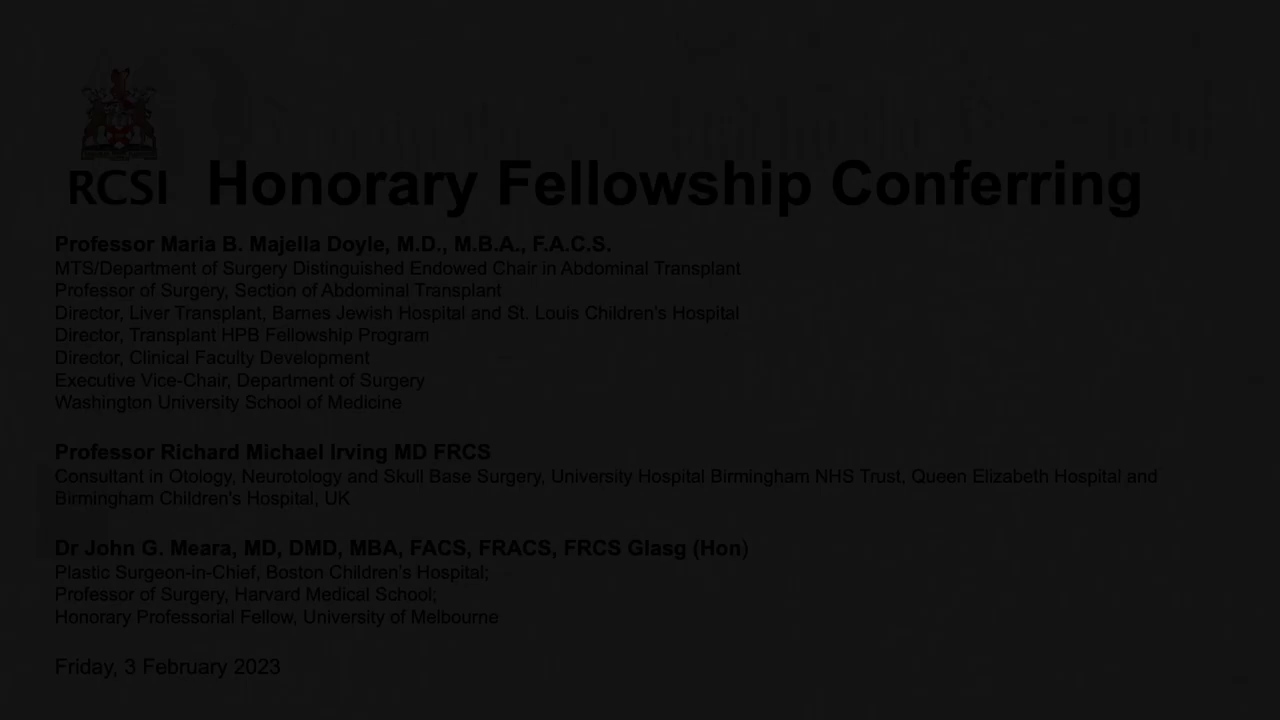 RCSI Honorary Fellowship Conferring
Professor Maria B. Majella Doyle, M.D., M.B.A., F.A.C.S.
MTS/Department of Surgery Distinguished Endowed Chair in Abdominal Transplant
Professor of Surgery, Section of Abdominal Transplant
Director, Liver Transplant, Barnes Jewish Hospital and St. Louis Children's Hospital
Director, Transplant HPB Fellowship Program
Director, Clinical Faculty Development
Executive Vice-Chair, Department of Surgery
Washington University School of Medicine
Professor Richard Michael Irving MD FRCS
Consultant in Otology, Neurotology and Skull Base Surgery, University Hospital Birmingham NHS Trust, Queen Elizabeth Hospital and
Birmingham Children's Hospital, UK
Dr John G. Meara, MD, DMD, MBA, FACS, FRACS, FRCS Glasg (Hon)
Plastic Surgeon-in-Chief, Boston Children's Hospital;
Professor of Surgery, Harvard Medical School;
Honorary Professorial Fellow, University of Melbourne
Friday, 3 February 2023